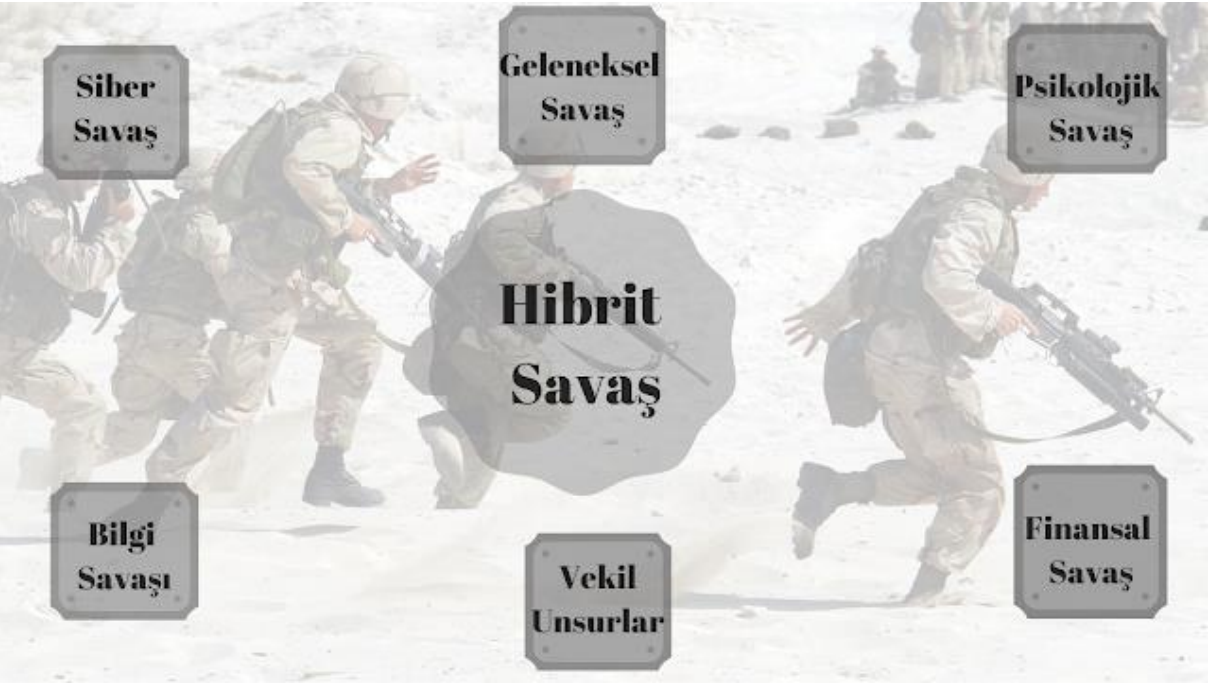 Siber
Savaş
Geleneksel
Savaş
Psikolojik
Savaş
Hibrit
Savaş
Bilgi
Savaşı
Vekil
Unsurlar
Finansal
Savaş